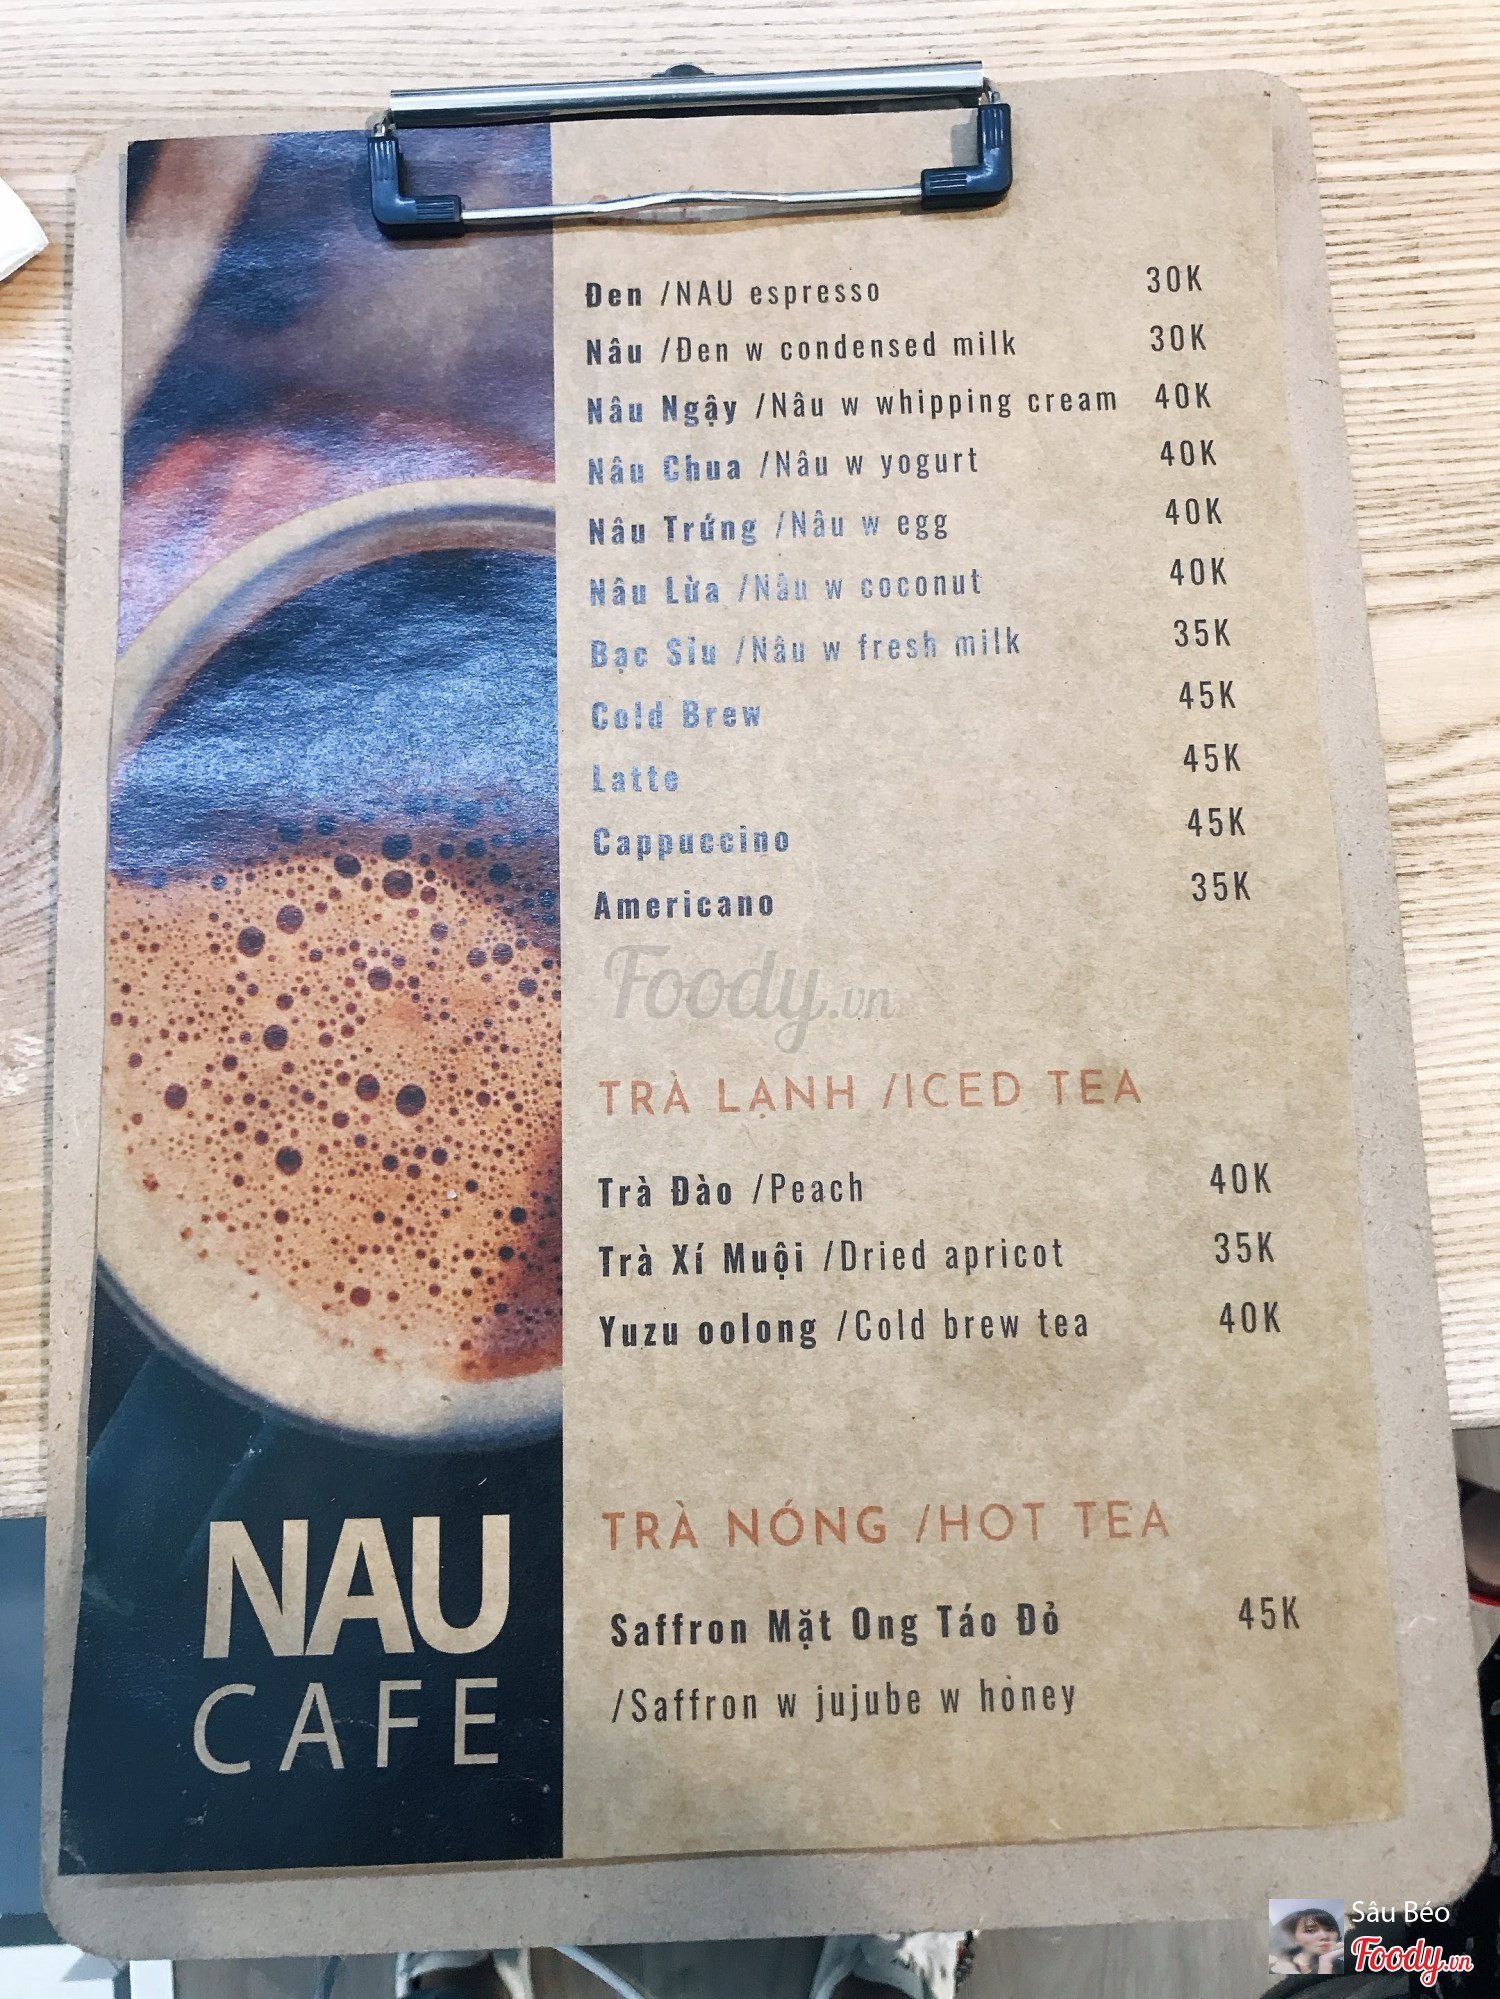 Đen /NAU espresso 30K
Nâu /Đen w condensed milk 30K
Nâu Ngậy /Nâu w whipping cream 40K
Nâu Chua /Nâu w yogurt 40K
Nâu Trứng /Nâu w egg 40K
Nâu Lừa /Nâu w coconut 40K
Bạc Sỉu /Nâu w fresh milk 35K
Cold Brew 45K
Latte 45K
Cappuccino 45K
Americano 35K
Foody.vn
TRÀ LẠNH /ICED TEA
Trà Đào /Peach 40K
Trà Xí Muội /Dried apricot 35K
Yuzu oolong /Cold brew tea 40K
TRÀ NÓNG /HOT TEA
Saffron Mặt Ong Táo Đỏ 45K
/Saffron w jujube w honey
NAU
CAFE
Sâu Béo
Foody.vn